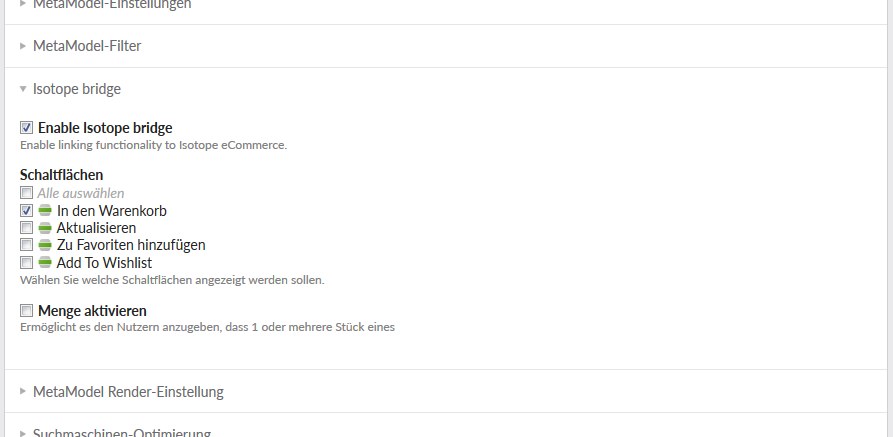 MetaModel-Einstellungen
MetaModel-Filter
Isotope bridge
Enable Isotope bridge
Enable linking functionality to Isotope eCommerce.
Schaltflächen
Alle auswählen
In den Warenkorb
Aktualisieren
Zu Favoriten hinzufügen
Add To Wishlist
Wählen Sie welche Schaltflächen angezeigt werden sollen.
Menge aktivieren
Ermöglicht es den Nutzern anzugeben, dass 1 oder mehrere Stück eines
MetaModel Render-Einstellung
Suchmaschinen-Optimierung